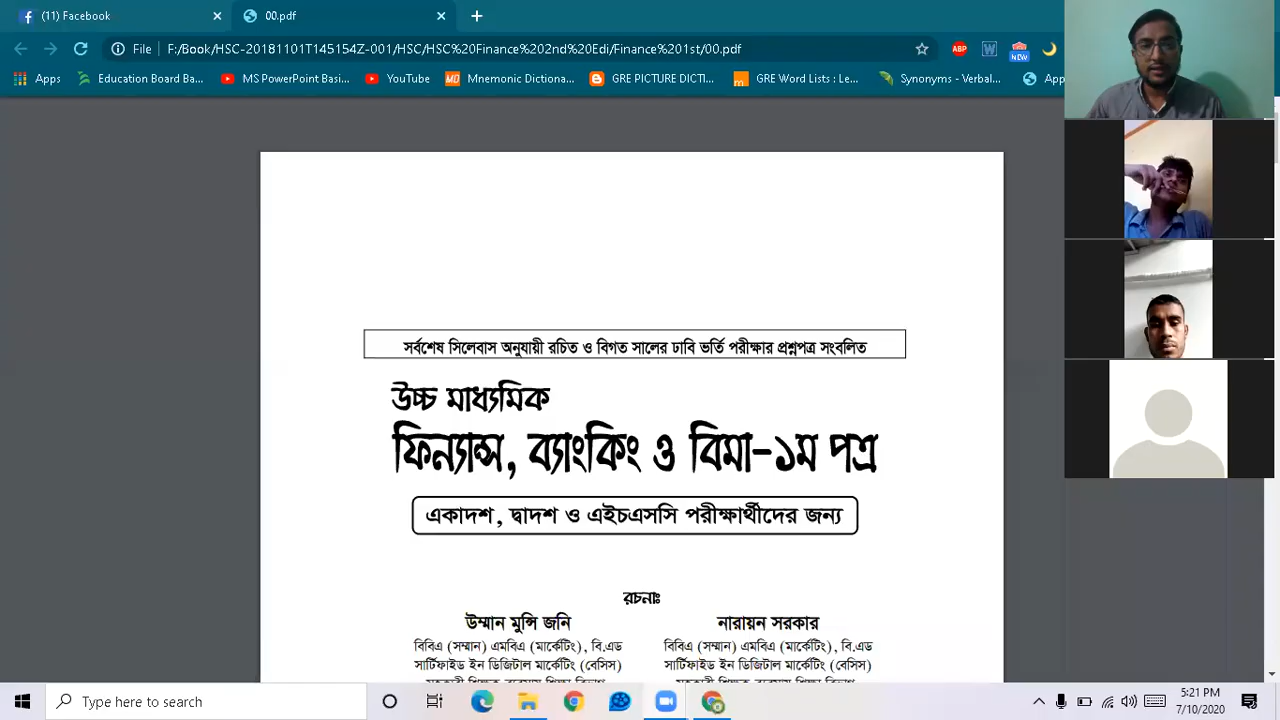 (11) Facebook
00.pdf
File
F:/Book/HSC-20181101T145154Z-001/HSC/HSC%20Finance%202nd%20Edi/Finance%201st/00.pdf
ABP
W
NEW
Apps
Education Board Ba...
MS PowerPoint Basi...
YouTube
Mnemonic Dictiona...
GRE PICTURE DICTI...
GRE Word Lists : Le...
Synonyms - Verbal...
App
সর্বশেষ সিলেবাস অনুযায়ী রচিত ও বিগত সালের ঢাবি ভর্তি পরীক্ষার প্রশ্নপত্র সংবলিত
উচ্চ মাধ্যমিক
ফিন্যান্স, ব্যাংকিং ও বিমা-১ম পত্র
একাদশ, দ্বাদশ ও এইচএসসি পরীক্ষার্থীদের জন্য
রচনাঃ
উম্মান মুন্সি জনি
নারায়ন সরকার
বিবিএ (সম্মান) এমবিএ (মার্কেটিং), বি.এড
বিবিএ (সম্মান) এমবিএ (মার্কেটিং), বি.এড
সার্টিফাইড ইন ডিজিটাল মার্কেটিং (বেসিস)
সার্টিফাইড ইন ডিজিটাল মার্কেটিং (বেসিস)
Type here to search
5:21 PM
7/10/2020